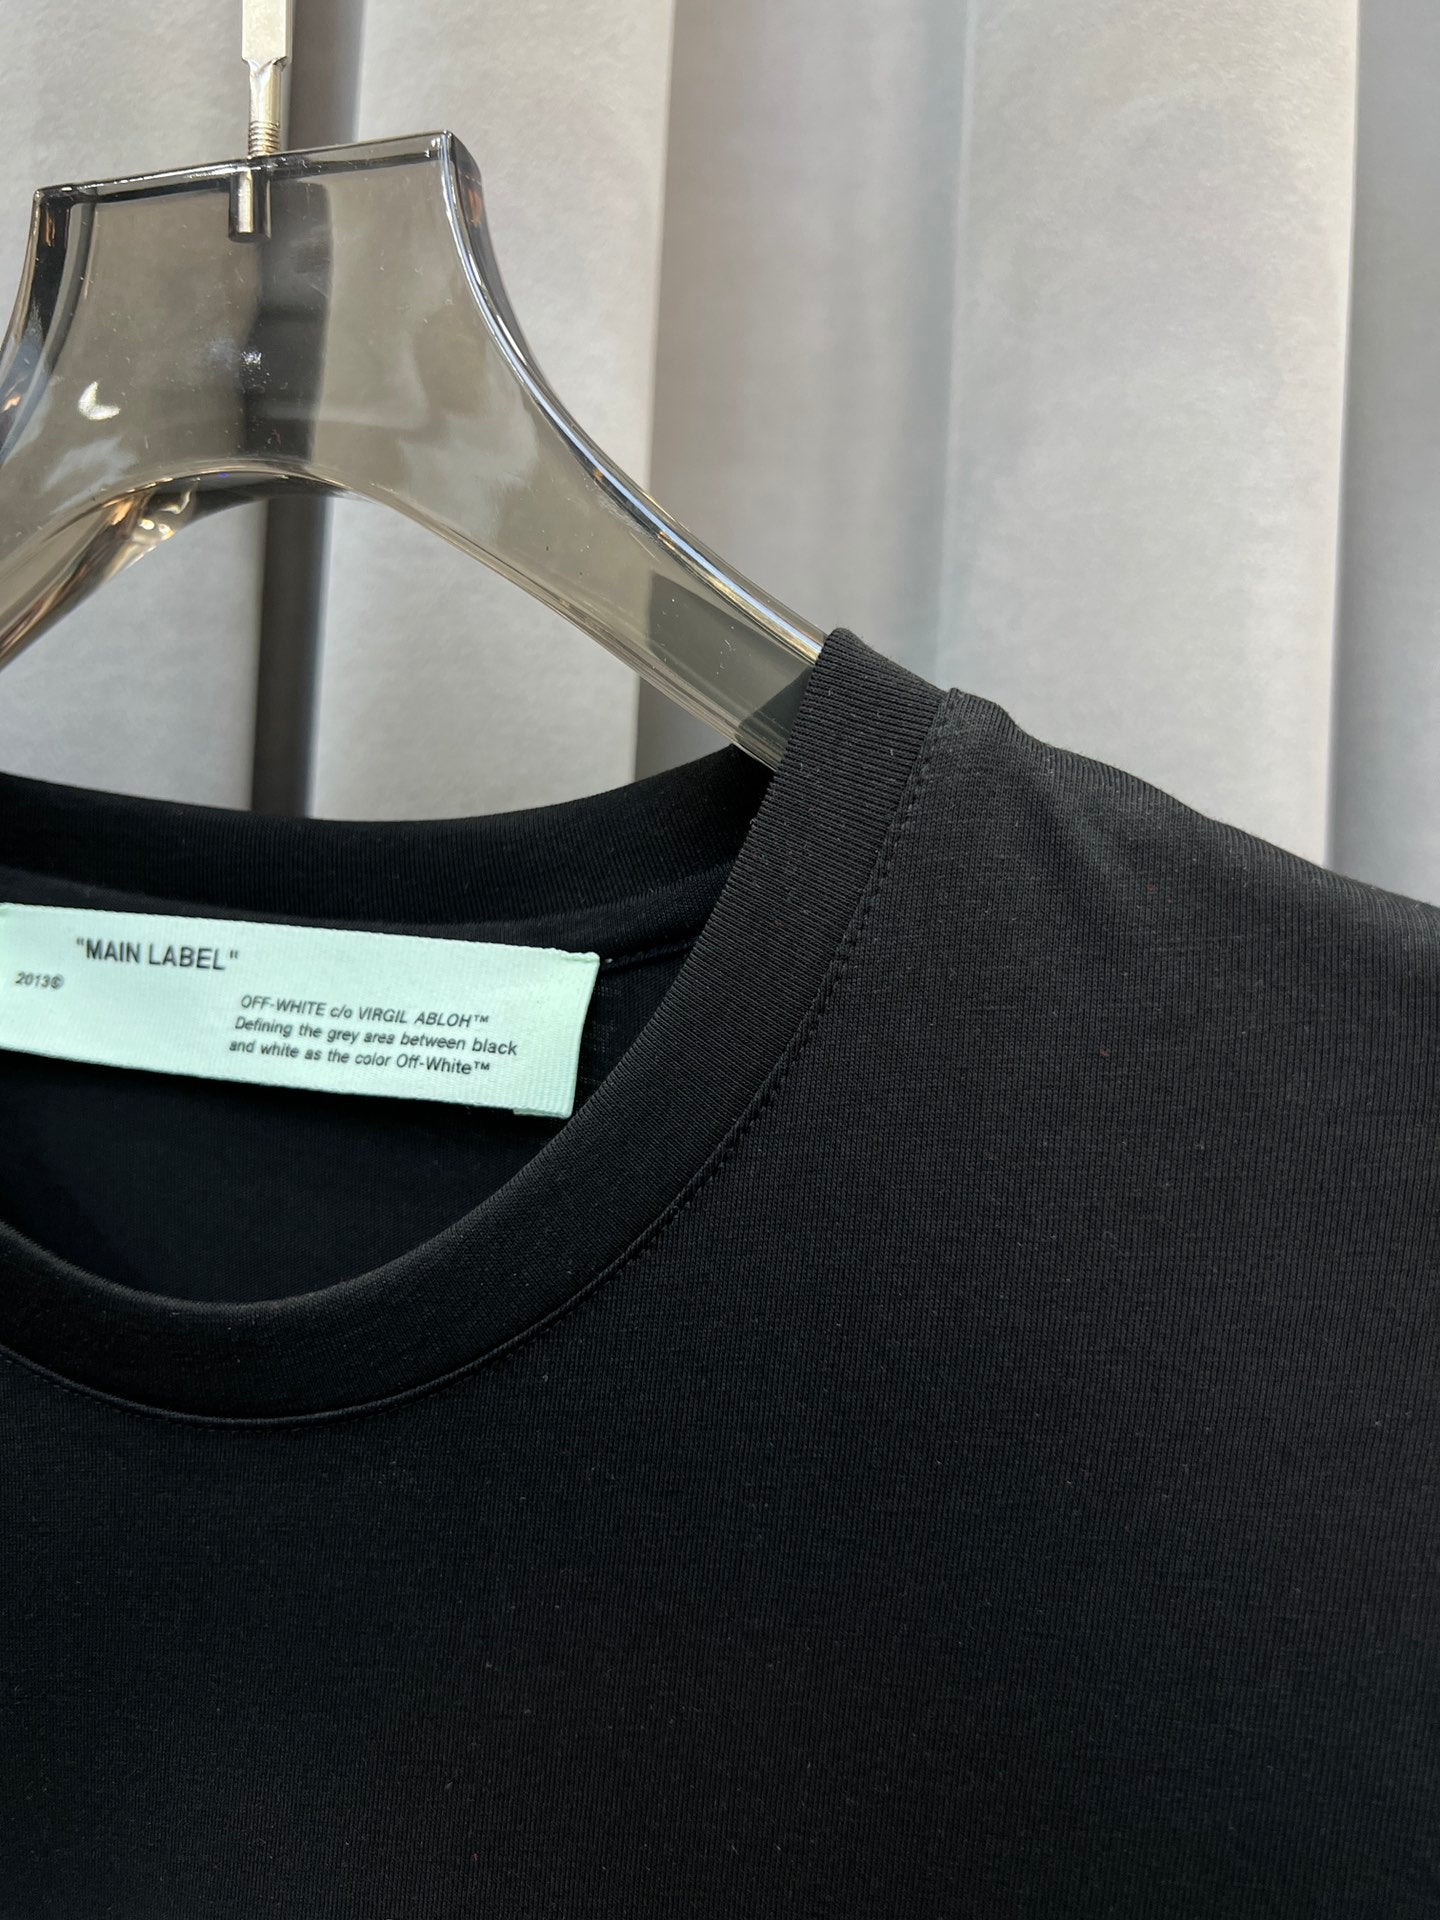 "MAIN LABEL"
2013©
OFF-WHITE c/o VIRGIL ABLOH™
Defining the grey area between black
and white as the color Off-White™